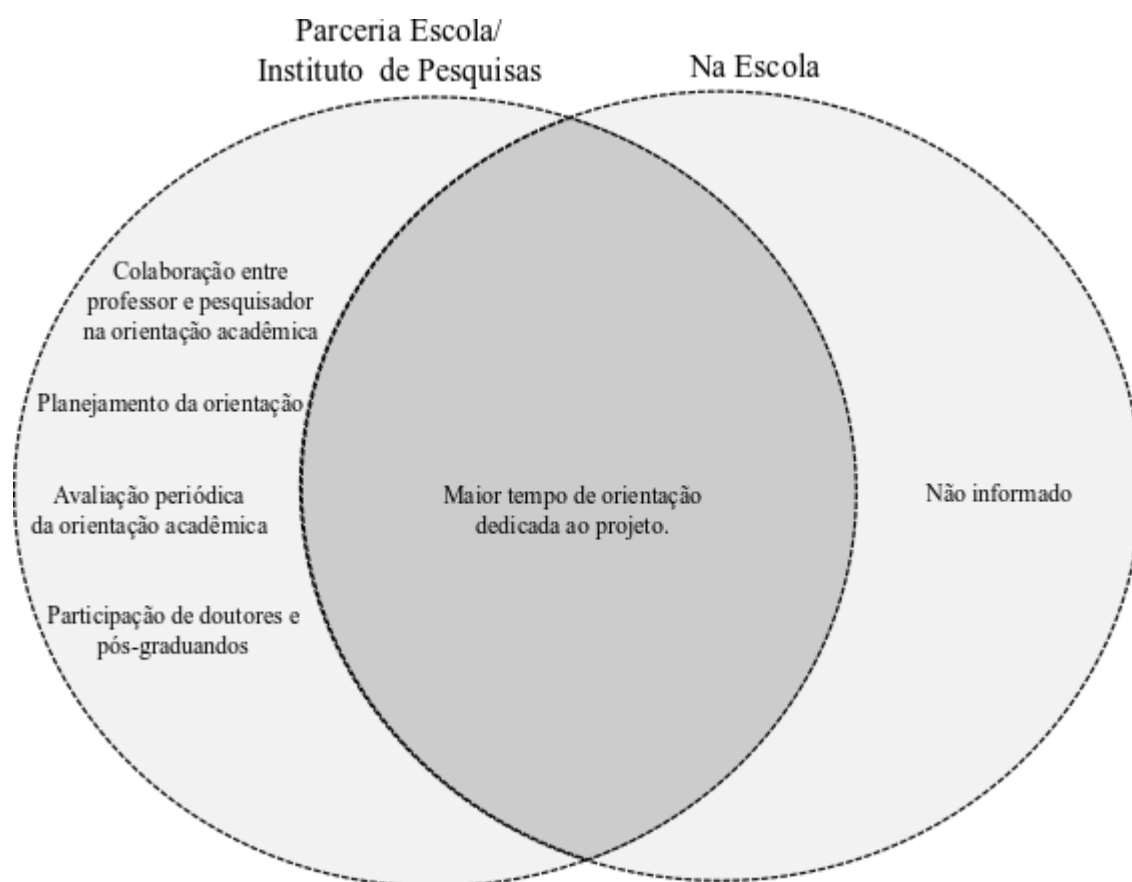 Parceria Escola/
Instituto de Pesquisas
Na Escola
Colaboração entre
professor e pesquisador
na orientação acadêmica
Planejamento da orientação
Avaliação periódica
da orientação acadêmica
Participação de doutores e
pós-graduandos
Maior tempo de orientação
dedicada ao projeto.
Não informado